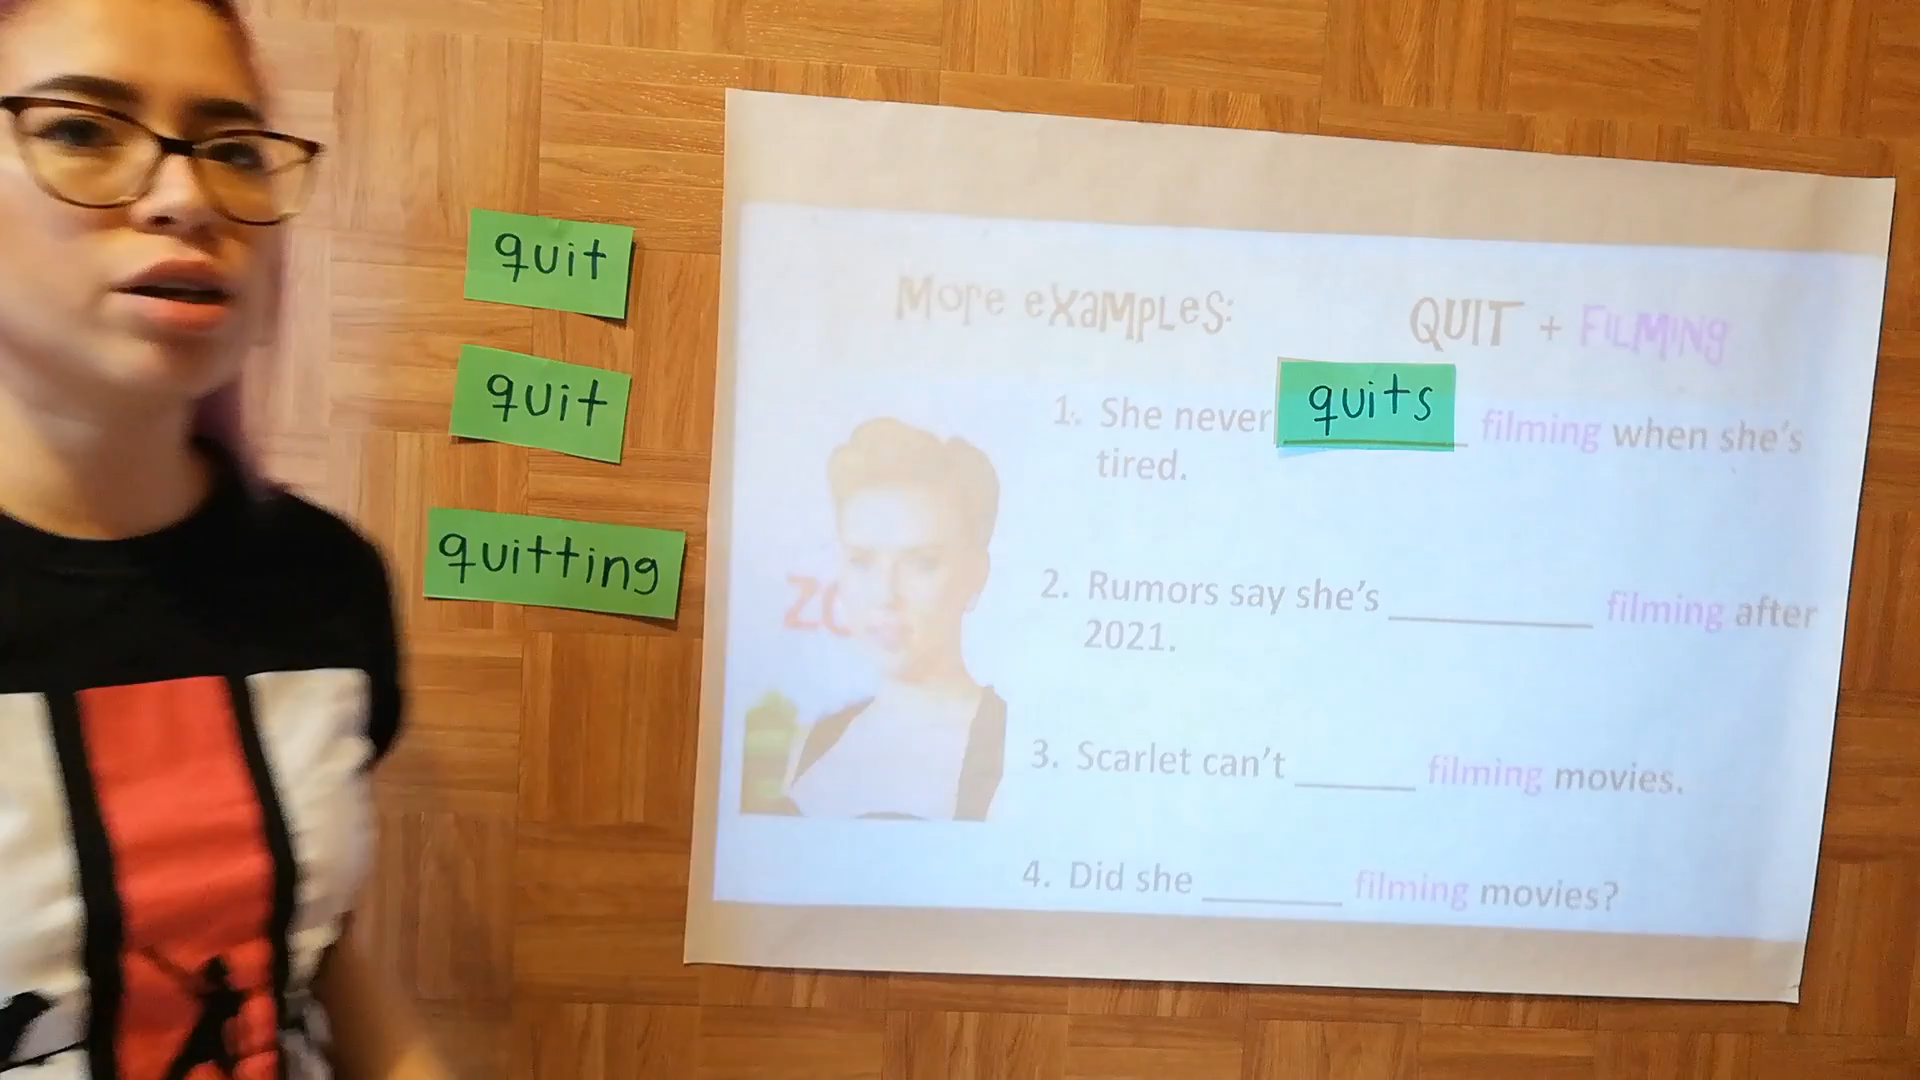 quit
quit
quitting
More examples: QUIT + FILMING
1. She never quits filming when she's
tired.
2. Rumors say she's __________ filming after
2021.
3. Scarlet can't ______ filming movies.
4. Did she _______ filming movies?